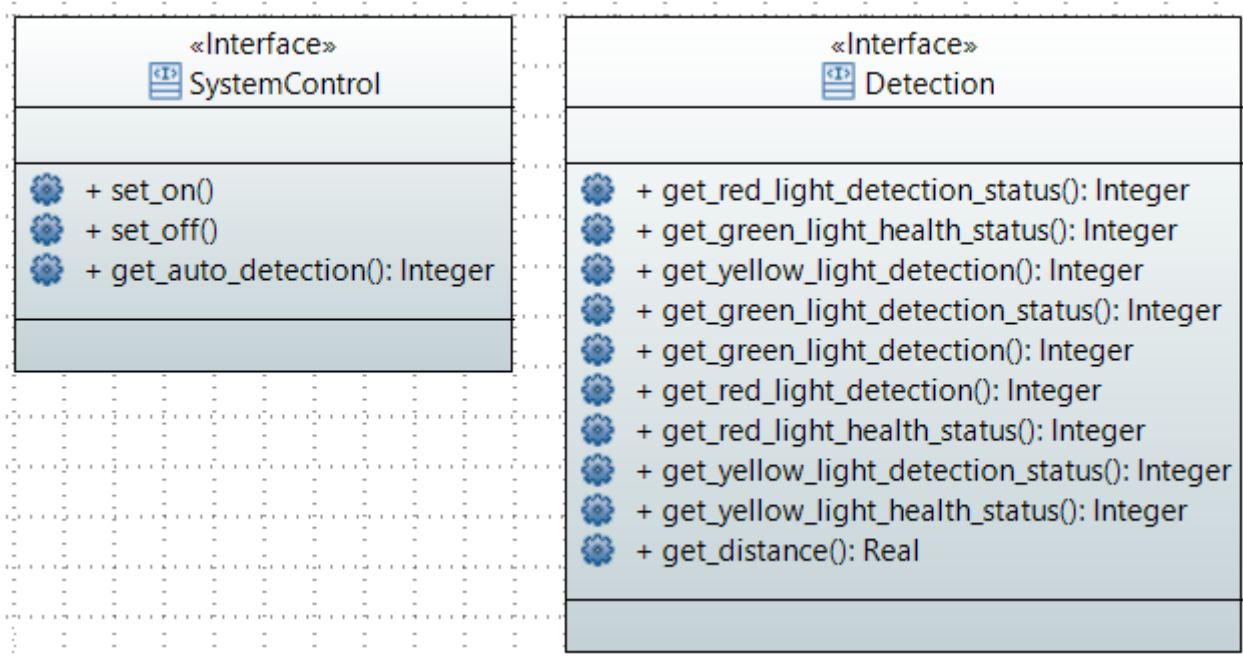 «Interface»
SystemControl
+ set_on()
+ set_off()
+ get_auto_detection(): Integer
«Interface»
Detection
+ get_red_light_detection_status(): Integer
+ get_green_light_health_status(): Integer
+ get_yellow_light_detection(): Integer
+ get_green_light_detection_status(): Integer
+ get_green_light_detection(): Integer
+ get_red_light_detection(): Integer
+ get_red_light_health_status(): Integer
+ get_yellow_light_detection_status(): Integer
+ get_yellow_light_health_status(): Integer
+ get_distance(): Real